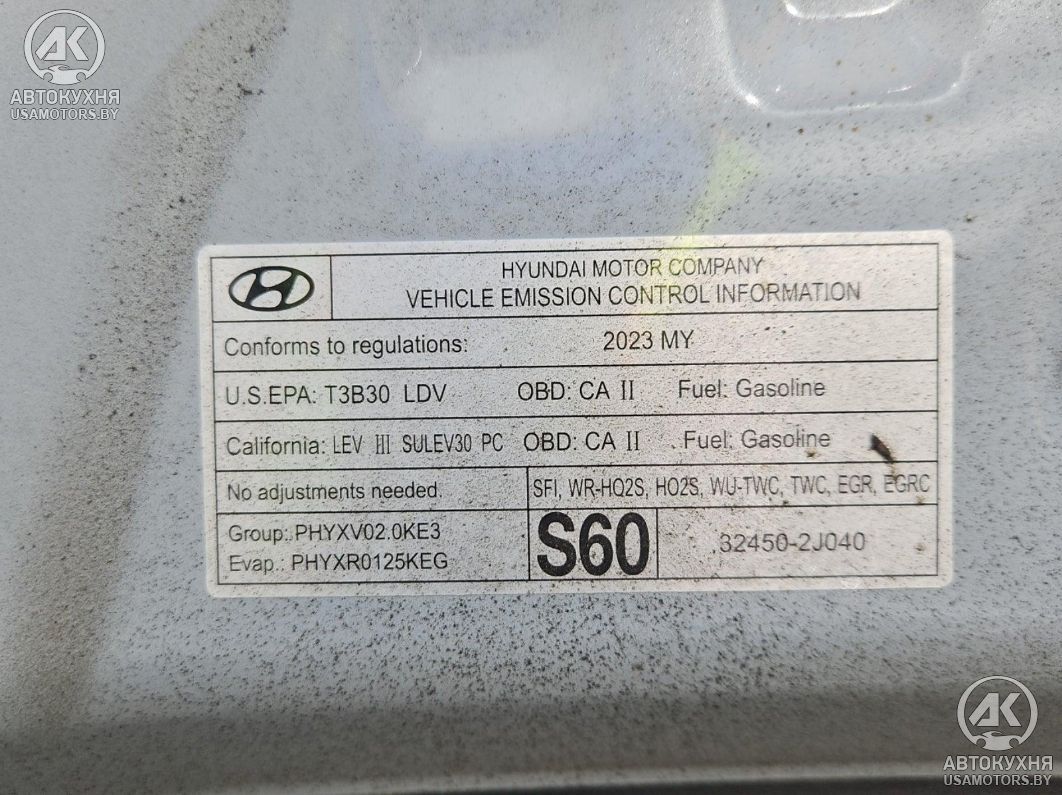 АВТОКУХНЯ
USAMOTORS.BY
HYUNDAI MOTOR COMPANY
VEHICLE EMISSION CONTROL INFORMATION
Conforms to regulations: 2023 MY
U.S.EPA: T3B30 LDV OBD: CA II Fuel: Gasoline
California: LEV III SULEV30 PC OBD: CA II Fuel: Gasoline
No adjustments needed. SFI, WR-HO2S, HO2S, WU-TWC, TWC, EGR, EGRC
Group: PHYXV02.0KE3
Evap.: PHYXR0125KEG
S60 32450-2J040
АВТОКУХНЯ
USAMOTORS.BY